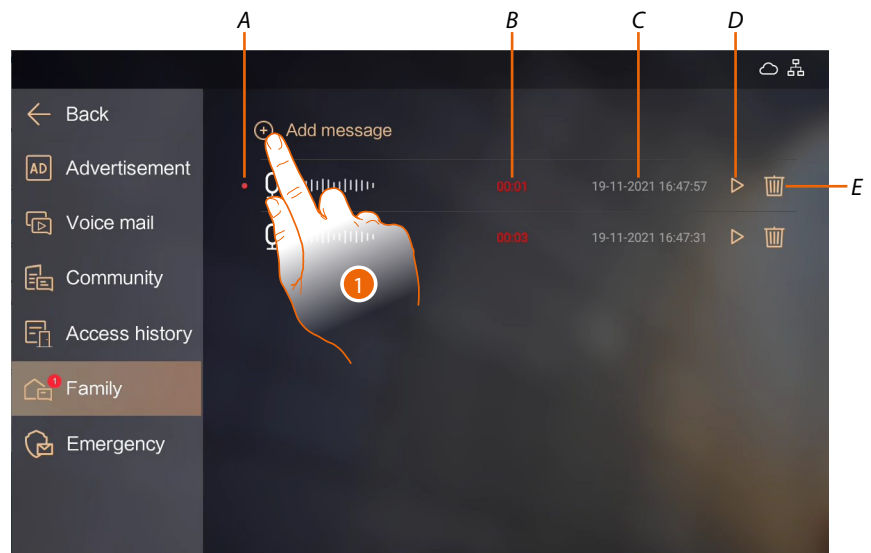 A B C D
Back
Add message
AD Advertisement
00:01 19-11-2021 16:47:57 E
Voice mail
00:03 19-11-2021 16:47:31
Community
1
Access history
1 Family
Emergency